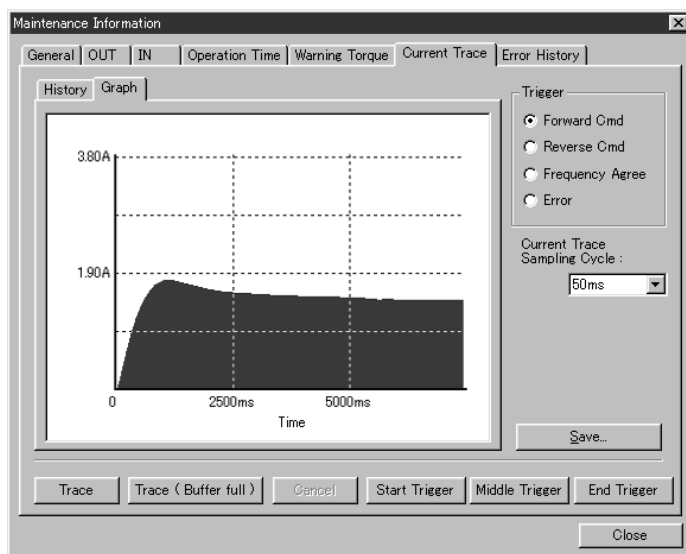 Maintenance Information
General OUT IN Operation Time Warning Torque Current Trace Error History
History Graph
Trigger
Forward Cmd
Reverse Cmd
Frequency Agree
Error
Current Trace
Sampling Cycle :
50ms
3.80A
1.90A
0 2500ms 5000ms
Time
Save...
Trace Trace ( Buffer full ) Cancel Start Trigger Middle Trigger End Trigger
Close